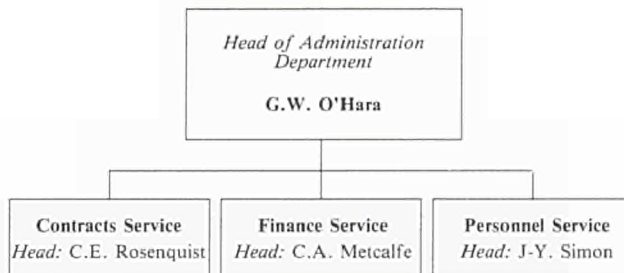 Head of Administration
Department
G.W. O'Hara
Contracts Service
Head: C.E. Rosenquist
Finance Service
Head: C.A. Metcalfe
Personnel Service
Head: J-Y. Simon